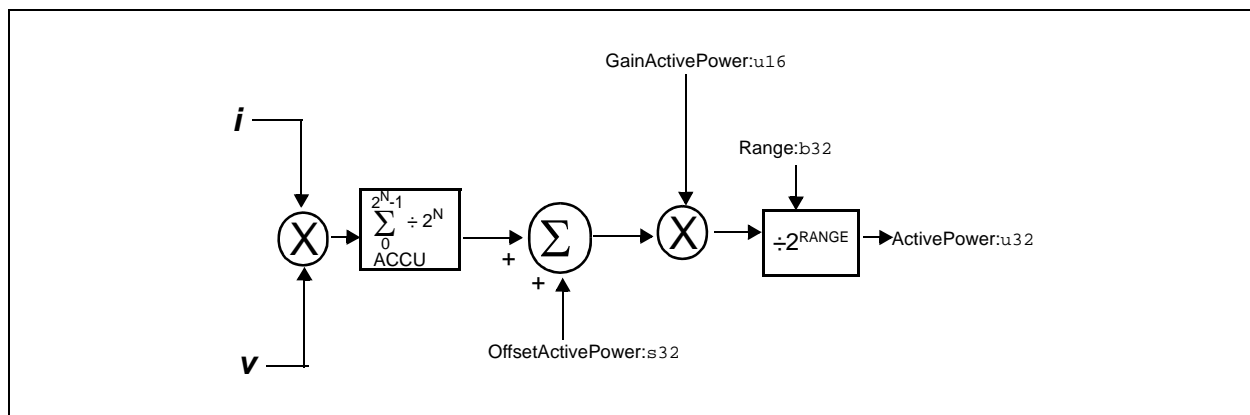 GainActivePower:u16
i
Range:b32
2^N-1
∑ ÷ 2^N
0
ACCU
X
Σ
X
÷2^RANGE
ActivePower:u32
+
+
OffsetActivePower:s32
v